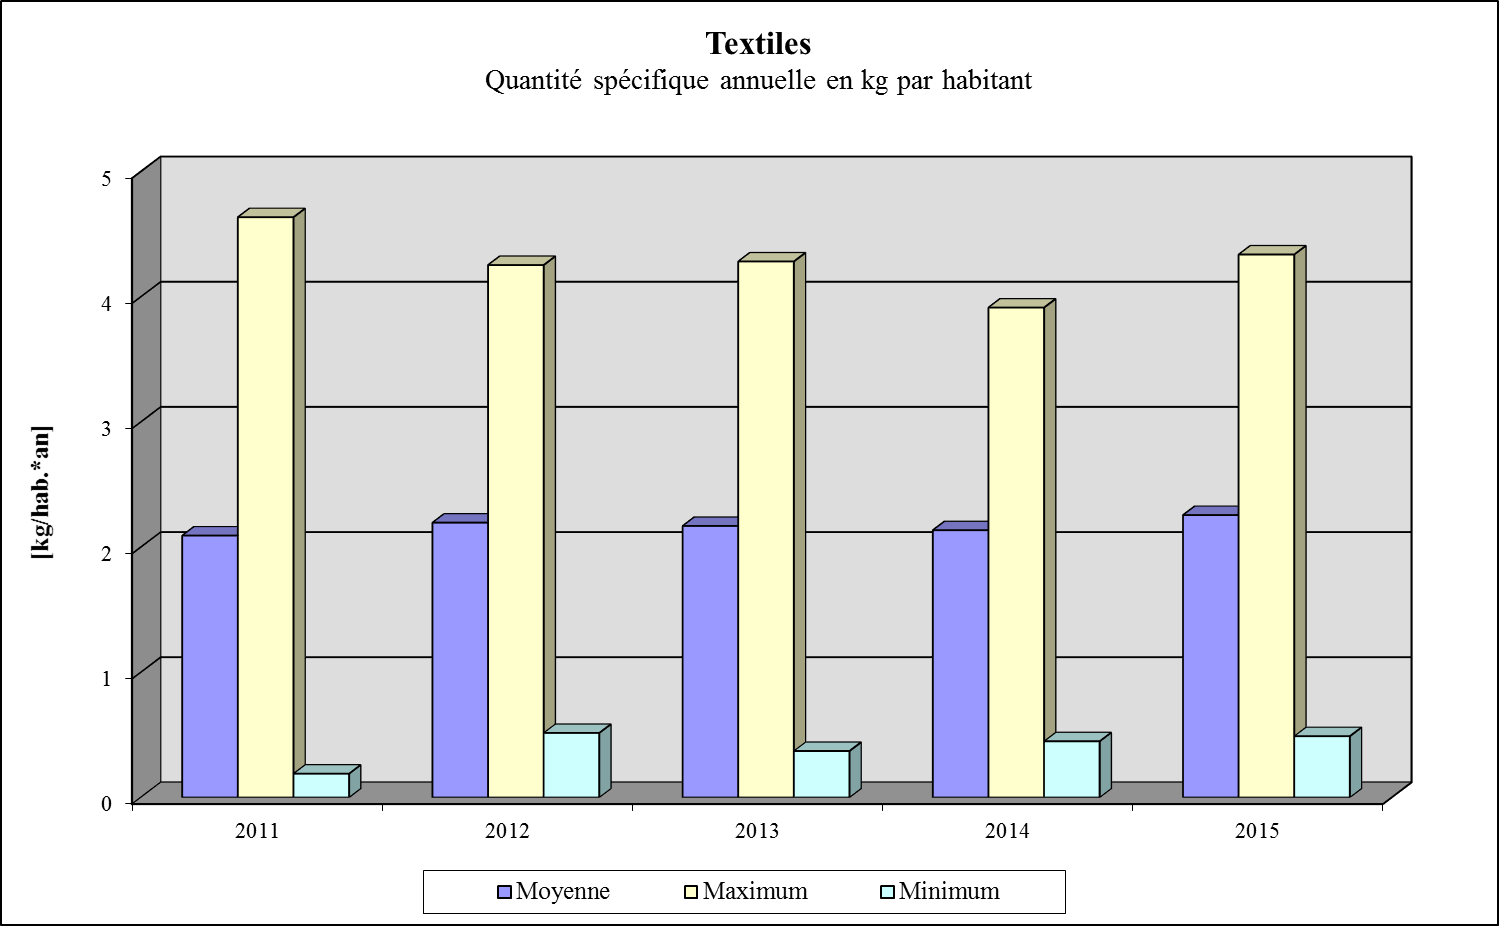 Textiles
Quantité spécifique annuelle en kg par habitant
[kg/hab.*an]
5
4
3
2
1
0
2011 2012 2013 2014 2015
Moyenne Maximum Minimum